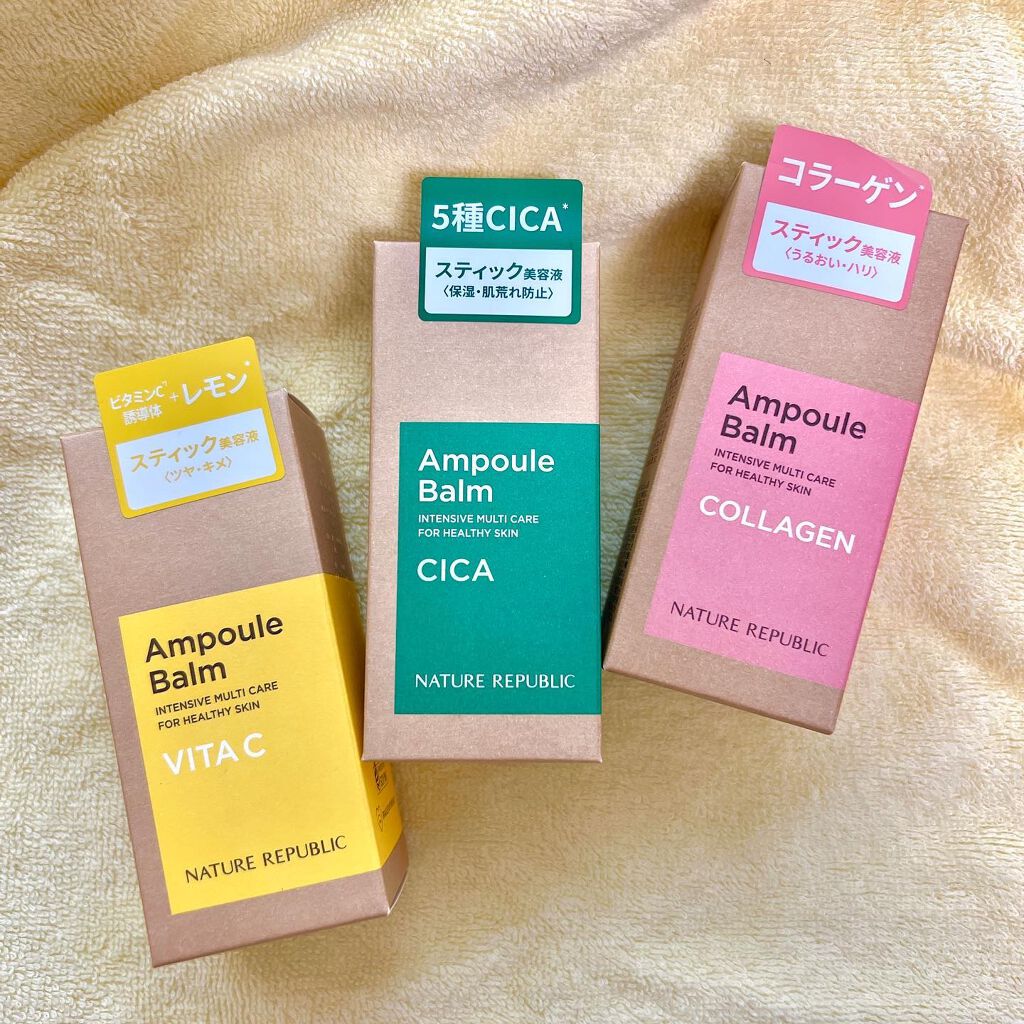 ビタミンC*¹
誘導体
+レモン*
スティック美容液
〈ツヤ・キメ〉
Ampoule
Balm
INTENSIVE MULTI CARE
FOR HEALTHY SKIN
VITA C
NATURE REPUBLIC
5種CICA*
スティック美容液
〈保湿・肌荒れ防止〉
Ampoule
Balm
INTENSIVE MULTI CARE
FOR HEALTHY SKIN
CICA
NATURE REPUBLIC
コラーゲン*
スティック美容液
〈うるおい・ハリ〉
Ampoule
Balm
INTENSIVE MULTI CARE
FOR HEALTHY SKIN
COLLAGEN
NATURE REPUBLIC